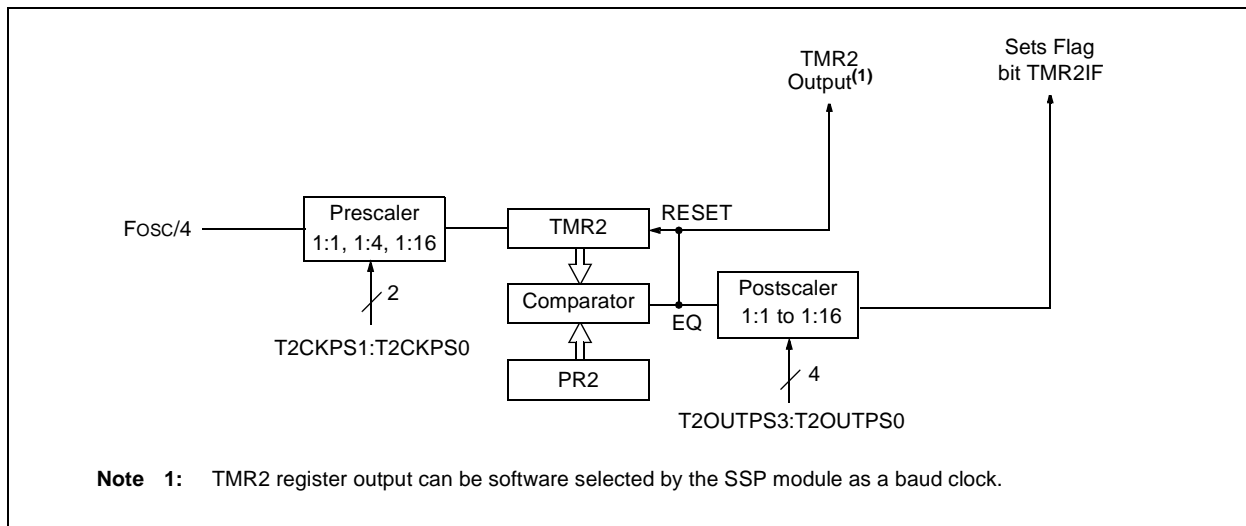 TMR2
Output(1)
Sets Flag
bit TMR2IF
FOSC/4
Prescaler
1:1, 1:4, 1:16
TMR2
RESET
2
Comparator
EQ
Postscaler
1:1 to 1:16
T2CKPS1:T2CKPS0
PR2
4
T2OUTPS3:T2OUTPS0
Note 1: TMR2 register output can be software selected by the SSP module as a baud clock.